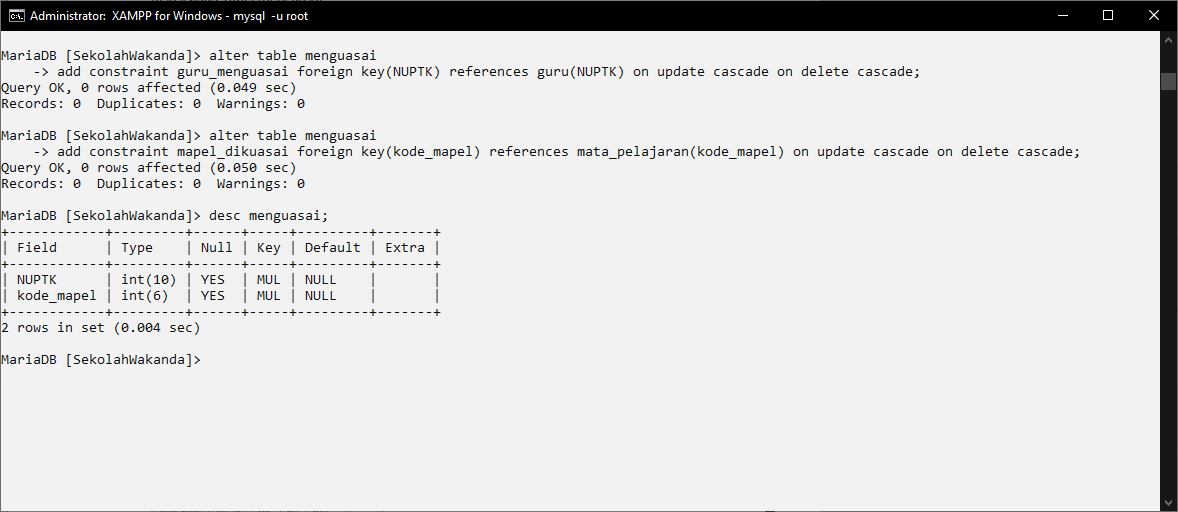 Administrator: XAMPP for Windows - mysql -u root
MariaDB [SekolahWakanda]> alter table menguasai
    -> add constraint guru_menguasai foreign key(NUPTK) references guru(NUPTK) on update cascade on delete cascade;
Query OK, 0 rows affected (0.049 sec)
Records: 0  Duplicates: 0  Warnings: 0
MariaDB [SekolahWakanda]> alter table menguasai
    -> add constraint mapel_dikuasai foreign key(kode_mapel) references mata_pelajaran(kode_mapel) on update cascade on delete cascade;
Query OK, 0 rows affected (0.050 sec)
Records: 0  Duplicates: 0  Warnings: 0
MariaDB [SekolahWakanda]> desc menguasai;
+------------+---------+------+-----+---------+-------+
| Field      | Type    | Null | Key | Default | Extra |
+------------+---------+------+-----+---------+-------+
| NUPTK      | int(10) | YES  | MUL | NULL    |       |
| kode_mapel | int(6)  | YES  | MUL | NULL    |       |
+------------+---------+------+-----+---------+-------+
2 rows in set (0.004 sec)
MariaDB [SekolahWakanda]>